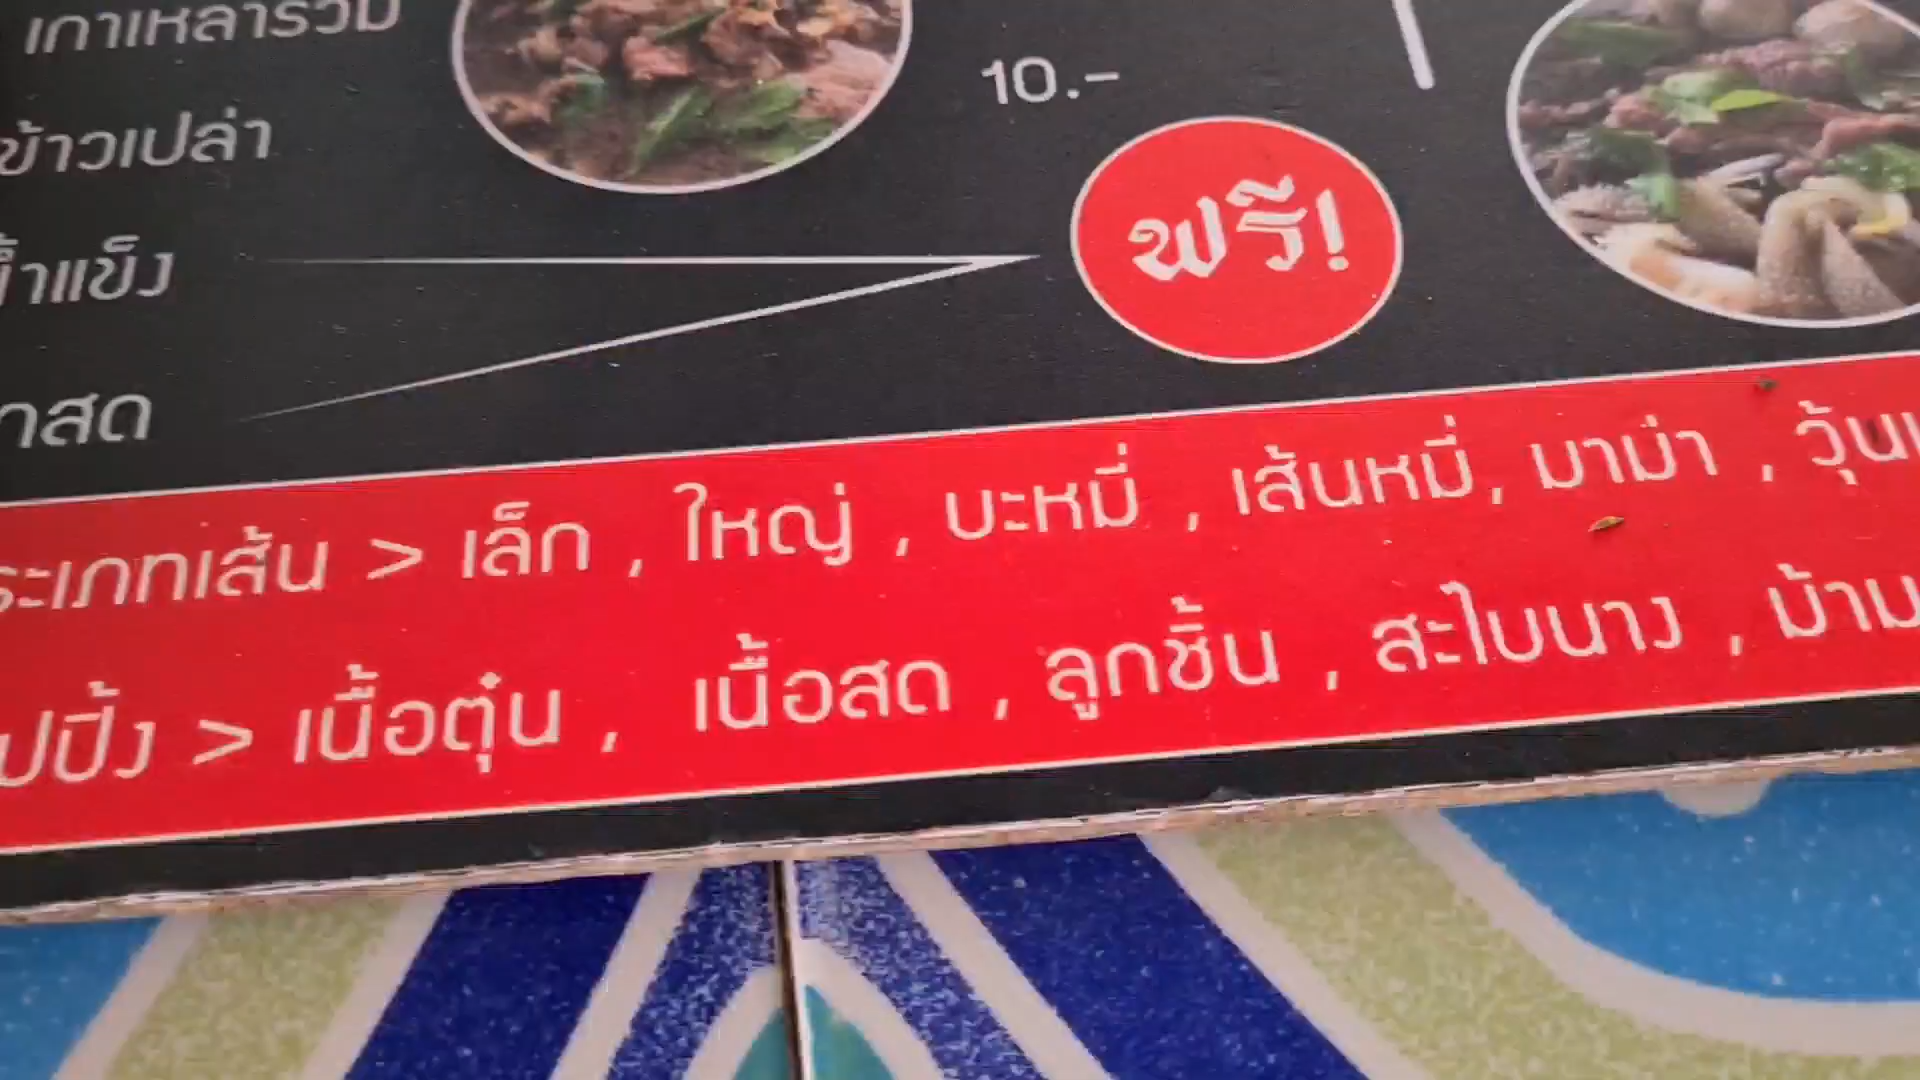 เกาเหลารวม
ข้าวเปล่า 10.-
น้ำแข็ง
ฟรี!
ประเภทเส้น > เล็ก , ใหญ่ , บะหมี่ , เส้นหมี่ , มาม่า , วุ้น
> เนื้อตุ๋น , เนื้อสด , ลูกชิ้น , สะไบนาง , ม้าม